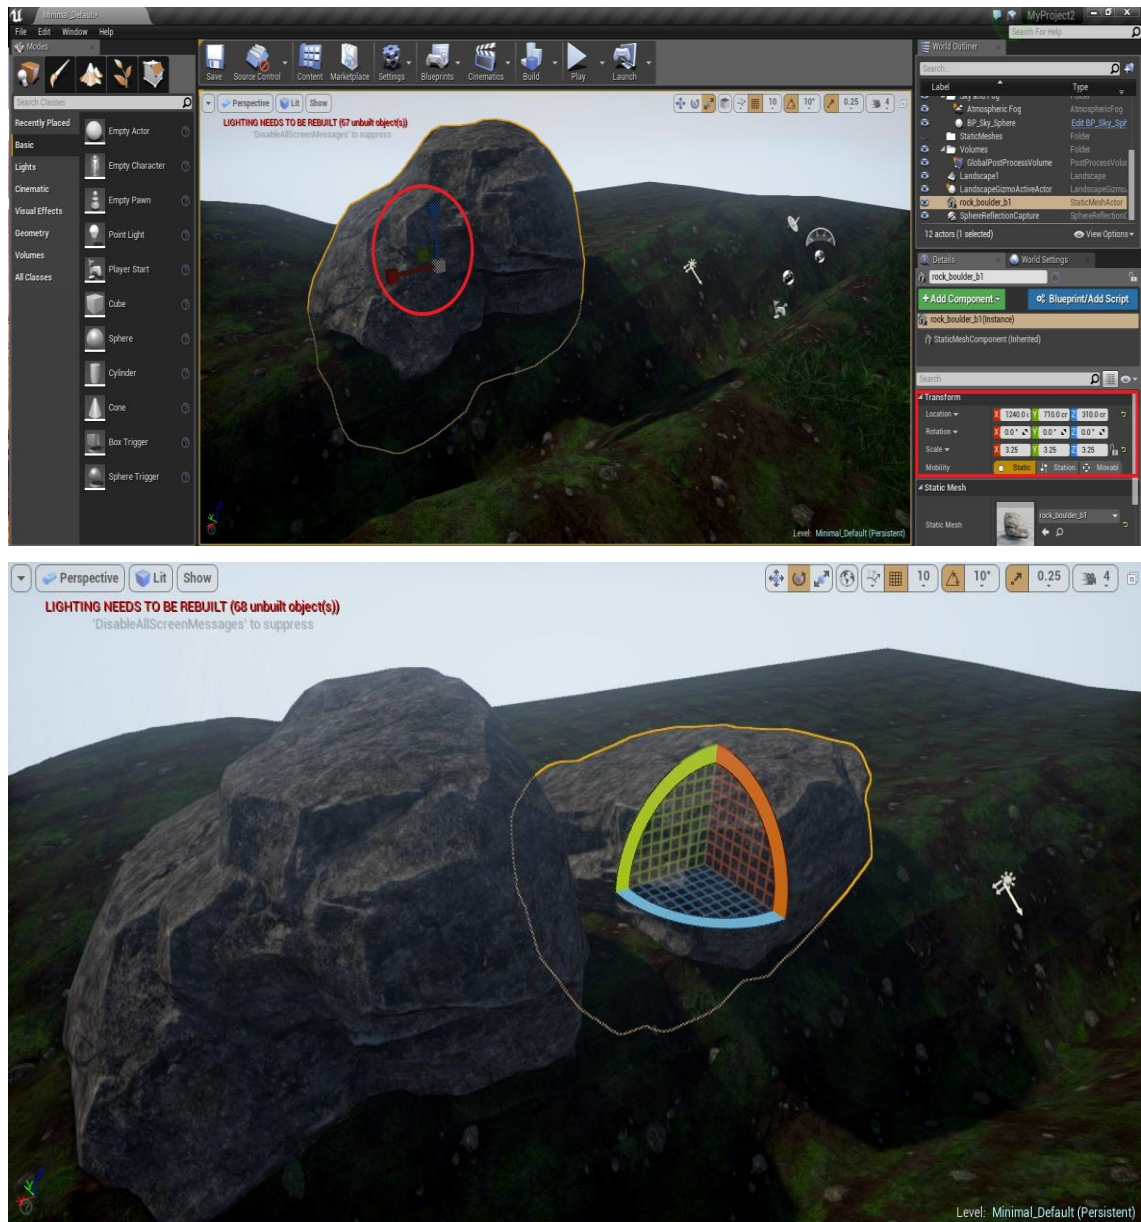 Minimal_Default*
MyProject2
File Edit Window Help
Search For Help
Modes
Save Source Control Content Marketplace Settings Blueprints Cinematics Build Play Launch
World Outliner
Search...
Label Type
Search Classes
Recently Placed
Basic
Lights
Cinematic
Visual Effects
Geometry
Volumes
All Classes
Empty Actor
Empty Character
Empty Pawn
Point Light
Player Start
Cube
Sphere
Cylinder
Cone
Box Trigger
Sphere Trigger
Perspective Lit Show
10 10° 0.25 4
LIGHTING NEEDS TO BE REBUILT (67 unbuilt object(s))
'DisableAllScreenMessages' to suppress
Level: Minimal_Default (Persistent)
Atmospheric Fog AtmosphericFog
BP_Sky_Sphere Edit BP_Sky_Sph
StaticMeshes Folder
Volumes Folder
GlobalPostProcessVolume PostProcessVolu
Landscape1 Landscape
LandscapeGizmoActiveActor LandscapeGizmo
rock_boulder_b1 StaticMeshActor
SphereReflectionCapture SphereReflection
12 actors (1 selected) View Options
Details World Settings
rock_boulder_b1
+Add Component Blueprint/Add Script
rock_boulder_b1(Instance)
StaticMeshComponent (Inherited)
Search
Transform
Location X 1240.0 c Y 710.0 cr Z 310.0 cr
Rotation X 0.0° Y 0.0° Z 0.0°
Scale X 3.25 Y 3.25 Z 3.25
Mobility Static Station Movabl
Static Mesh
Static Mesh rock_boulder_b1
Perspective Lit Show
10 10° 0.25 4
LIGHTING NEEDS TO BE REBUILT (68 unbuilt object(s))
'DisableAllScreenMessages' to suppress
Level: Minimal_Default (Persistent)